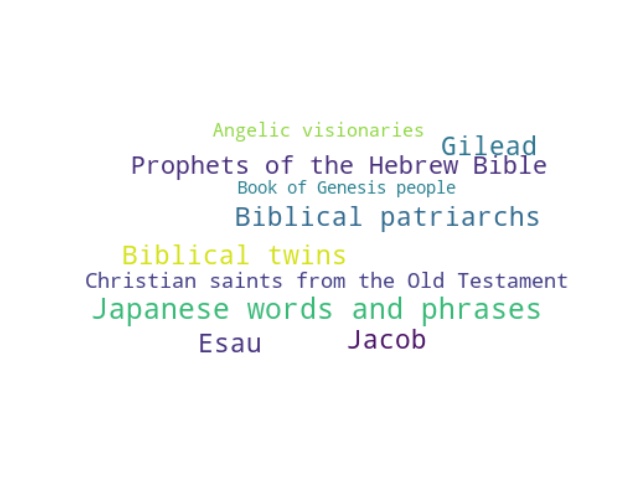 Angelic visionaries
Gilead
Prophets of the Hebrew Bible
Book of Genesis people
Biblical patriarchs
Biblical twins
Christian saints from the Old Testament
Japanese words and phrases
Esau
Jacob